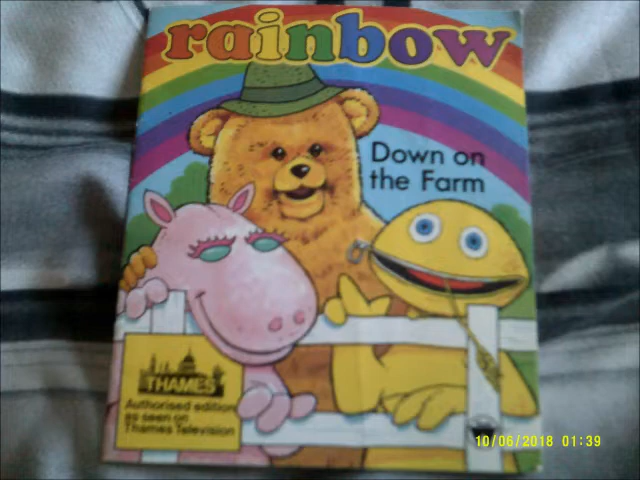 rainbow
Down on
the Farm
THAMES
Authorised edition
as seen on
Thames Television
10/06/2018 01:39